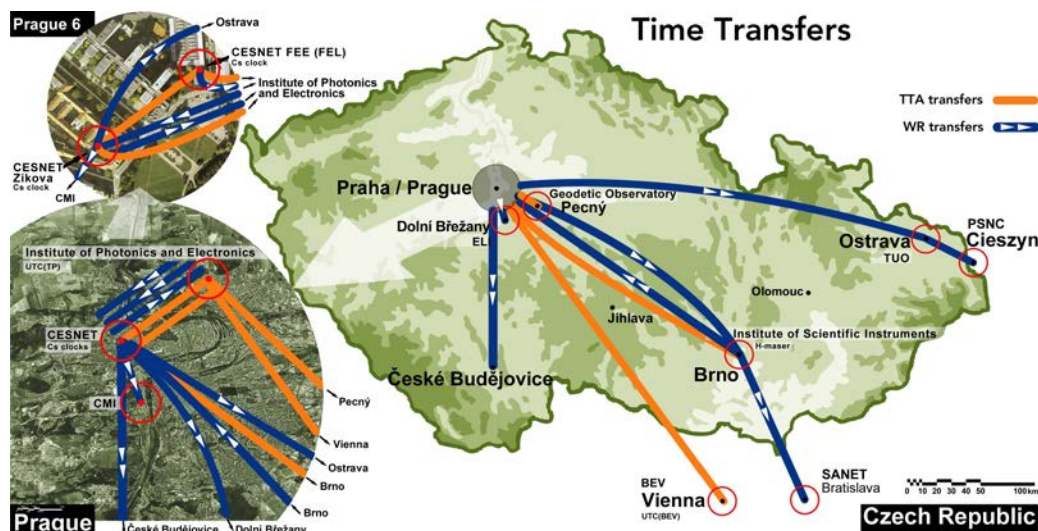 Prague 6
Ostrava
CESNET FEE (FEL)
Cs clock
Institute of Photonics
and Electronics
CESNET
Zikova
Cs clock
CMI
Time Transfers
TTA transfers
WR transfers
Praha / Prague
Geodetic Observatory
Pecný
Dolní Břežany
ELI
Ostrava
TUO
PSNC
Cieszyn
Olomouc
Jihlava
Institute of Scientific Instruments
H-maser
Brno
České Budějovice
BEV
Vienna
UTC(BEV)
SANET
Bratislava
0 10 20 30 40 50 100 km
Czech Republic
Institute of Photonics and Electronics
UTC(TP)
CESNET
Cs clocks
CMI
Pecný
Vienna
Ostrava
Brno
Brno
Dolní Břežany
České Budějovice
Prague